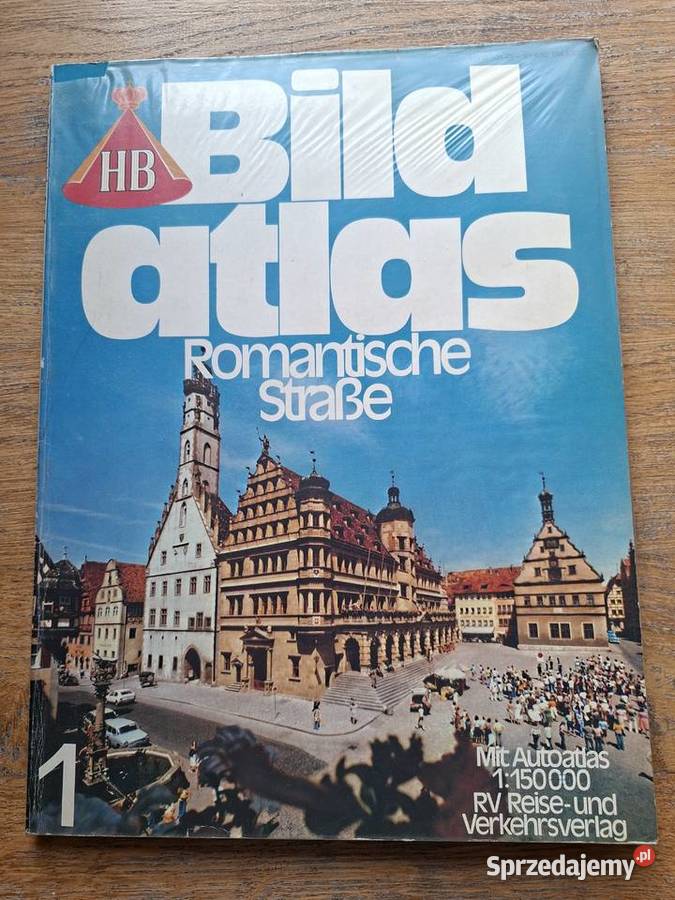 HB
Bild
atlas
Romantische
Straße
1
Mit Autoatlas
1:150 000
RV Reise- und
Verkehrsverlag
Sprzedajemy.pl